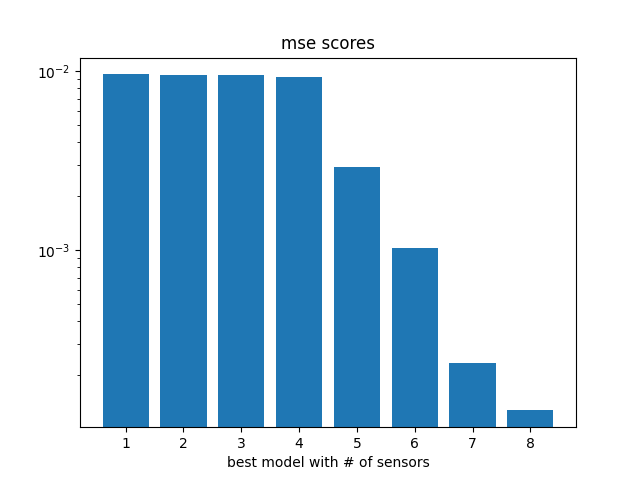 mse scores
10⁻²
10⁻³
1 2 3 4 5 6 7 8
best model with # of sensors